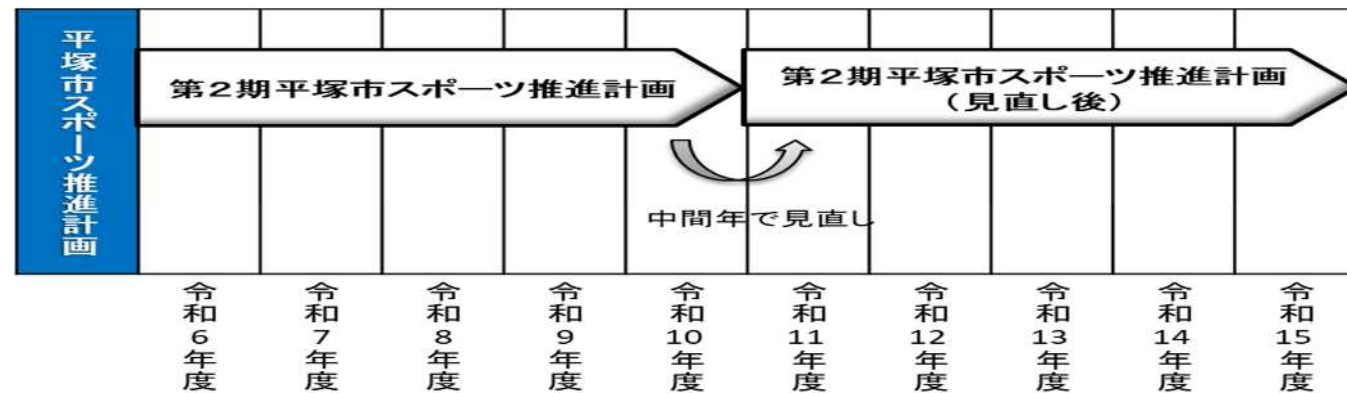 平塚市スポーツ推進計画
第2期平塚市スポーツ推進計画
第2期平塚市スポーツ推進計画
(見直し後)
中間年で見直し
令和6年度
令和7年度
令和8年度
令和9年度
令和10年度
令和11年度
令和12年度
令和13年度
令和14年度
令和15年度